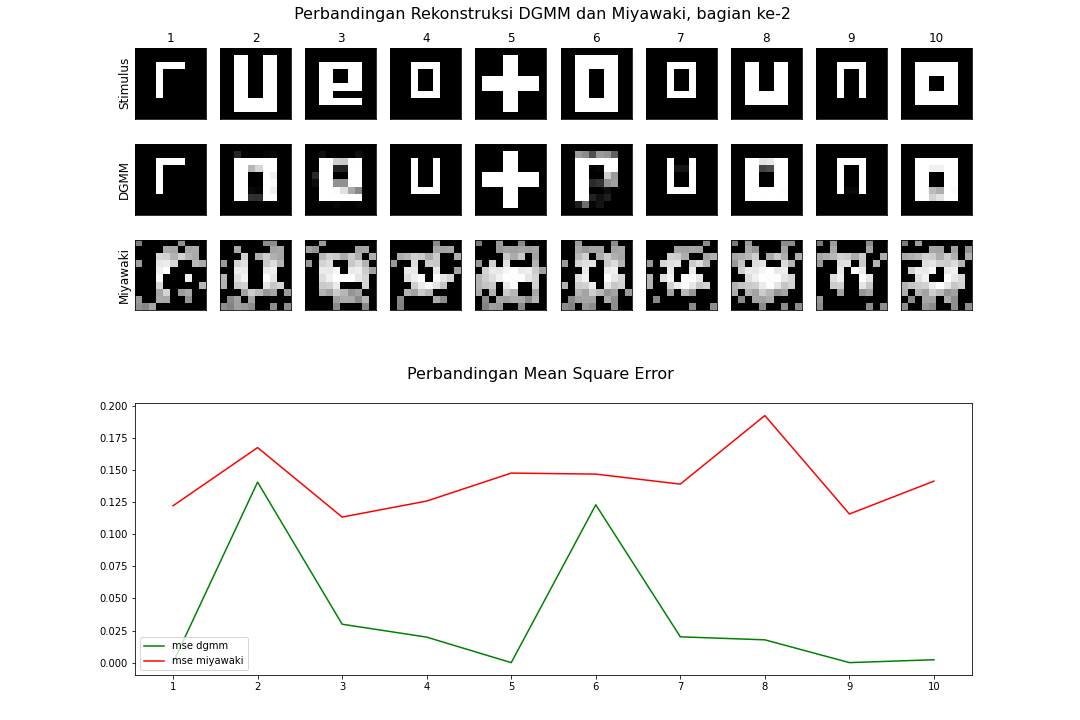 Perbandingan Rekonstruksi DGMM dan Miyawaki, bagian ke-2
1 2 3 4 5 6 7 8 9 10
Stimulus
DGMM
Miyawaki
Perbandingan Mean Square Error
0.200
0.175
0.150
0.125
0.100
0.075
0.050
0.025
0.000
mse dgmm
mse miyawaki
1 2 3 4 5 6 7 8 9 10